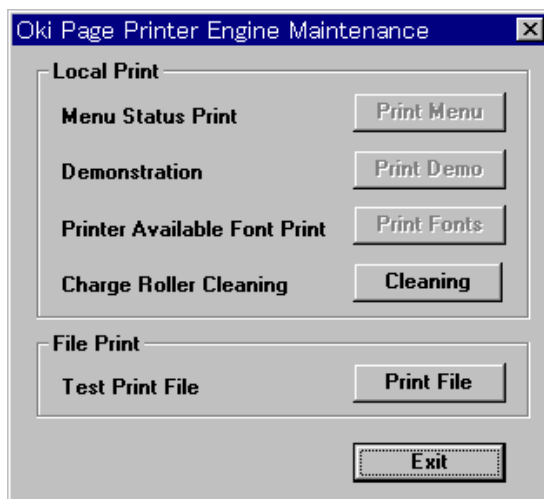 Oki Page Printer Engine Maintenance
Local Print
Menu Status Print Print Menu
Demonstration Print Demo
Printer Available Font Print Print Fonts
Charge Roller Cleaning Cleaning
File Print
Test Print File Print File
Exit